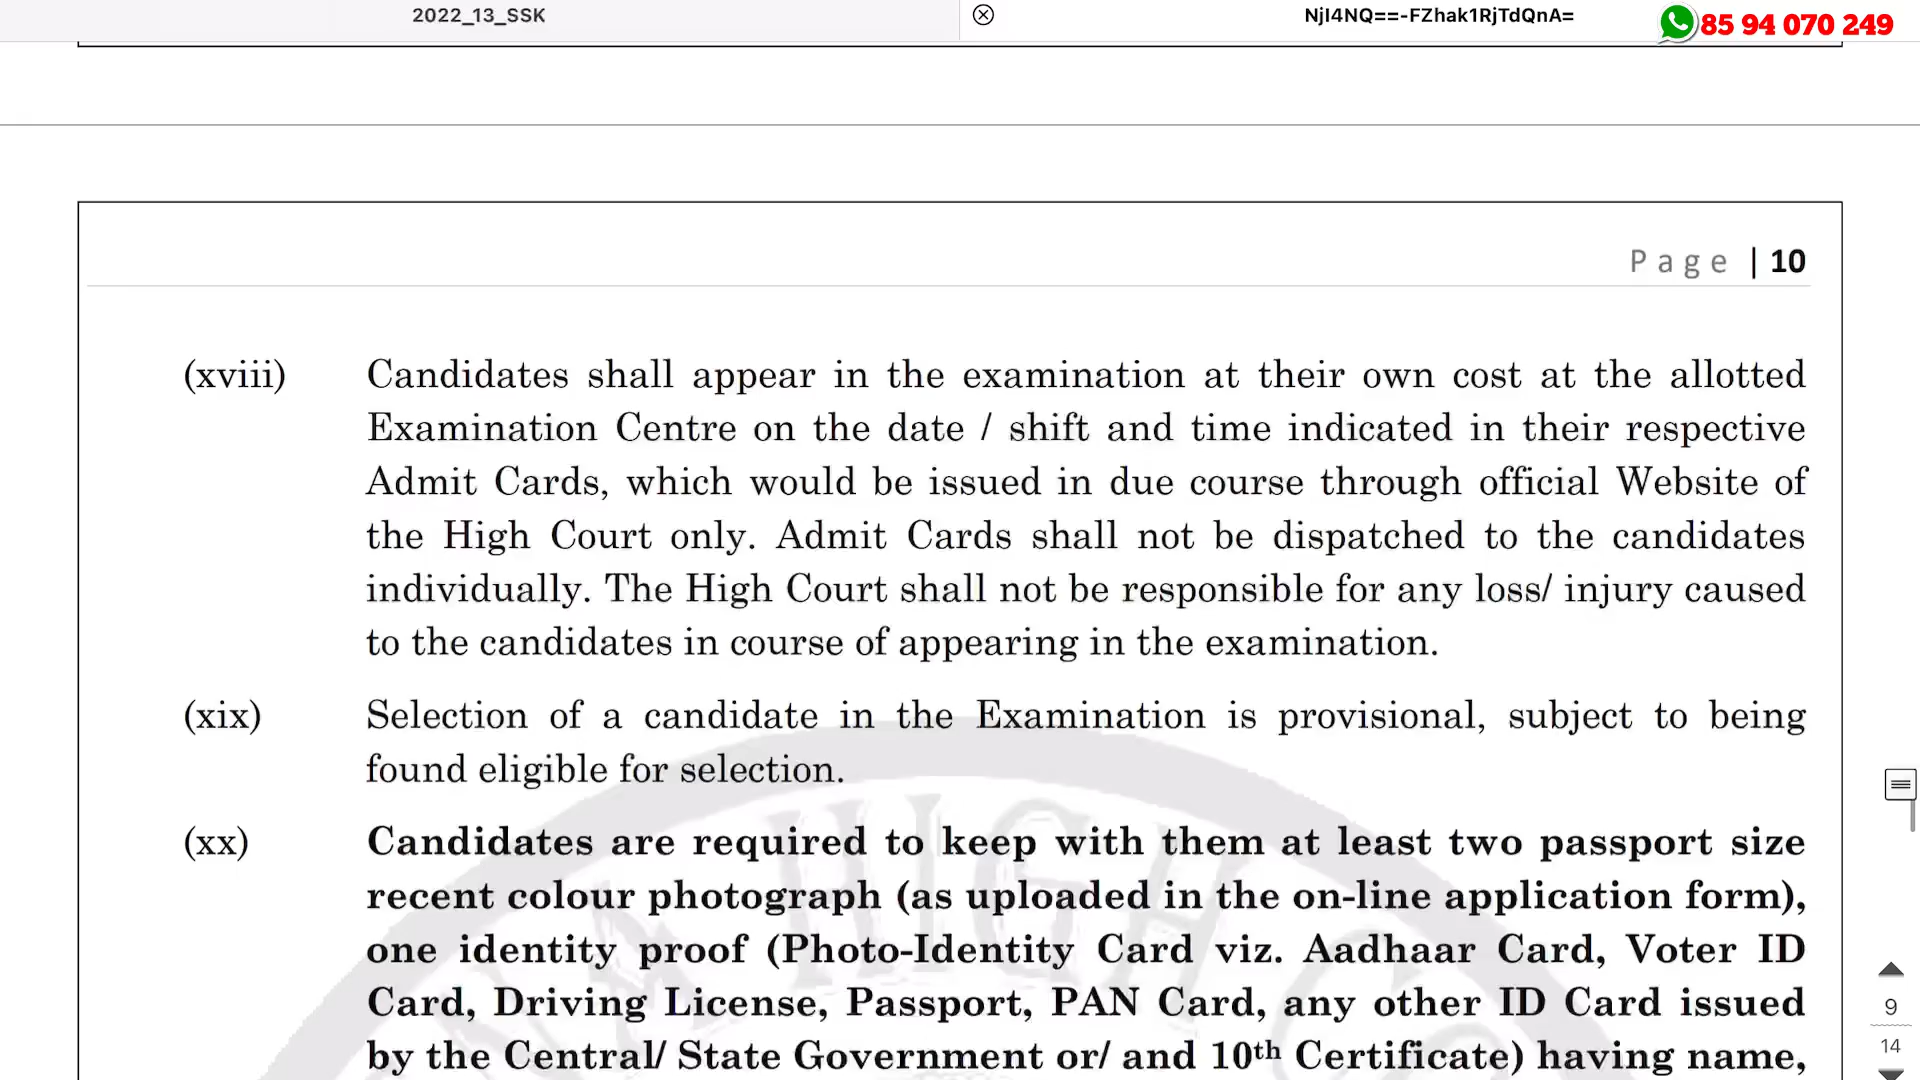 2022_13_SSK
NjI4NQ==-FZhak1RjTdQnA=
85 94 070 249
Page | 10
(xviii) Candidates shall appear in the examination at their own cost at the allotted
Examination Centre on the date / shift and time indicated in their respective
Admit Cards, which would be issued in due course through official Website of
the High Court only. Admit Cards shall not be dispatched to the candidates
individually. The High Court shall not be responsible for any loss/ injury caused
to the candidates in course of appearing in the examination.
(xix) Selection of a candidate in the Examination is provisional, subject to being
found eligible for selection.
(xx) Candidates are required to keep with them at least two passport size
recent colour photograph (as uploaded in the on-line application form),
one identity proof (Photo-Identity Card viz. Aadhaar Card, Voter ID
Card, Driving License, Passport, PAN Card, any other ID Card issued
by the Central/ State Government or/ and 10th Certificate) having name,
9
14